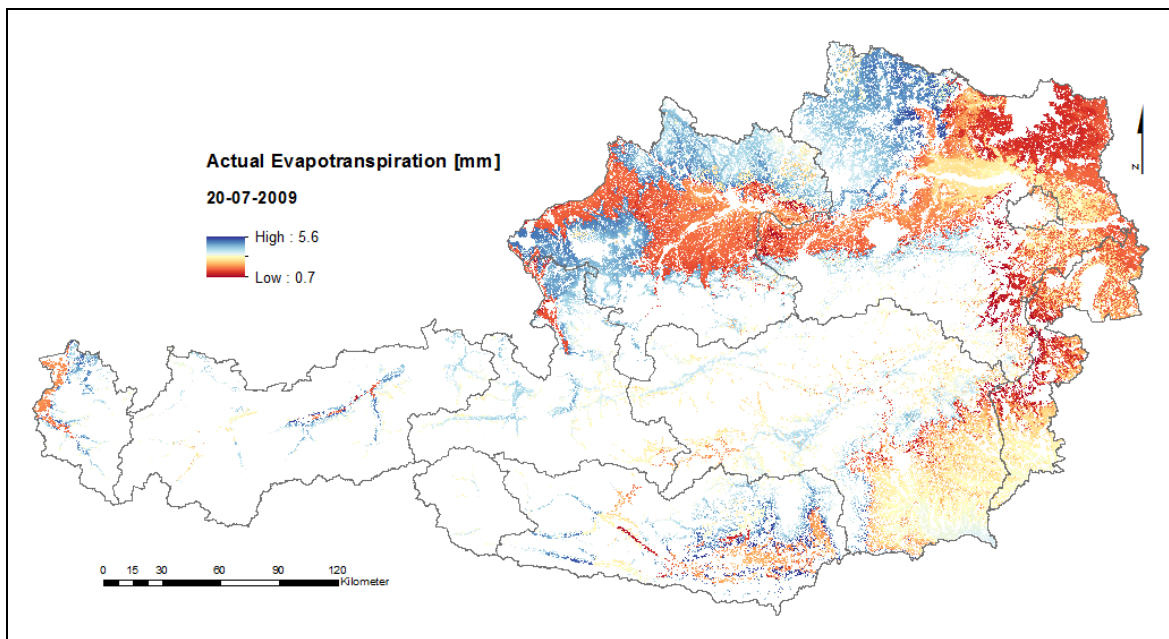 Actual Evapotranspiration [mm]
20-07-2009
High : 5.6
Low : 0.7
N
0 15 30 60 90 120
Kilometer